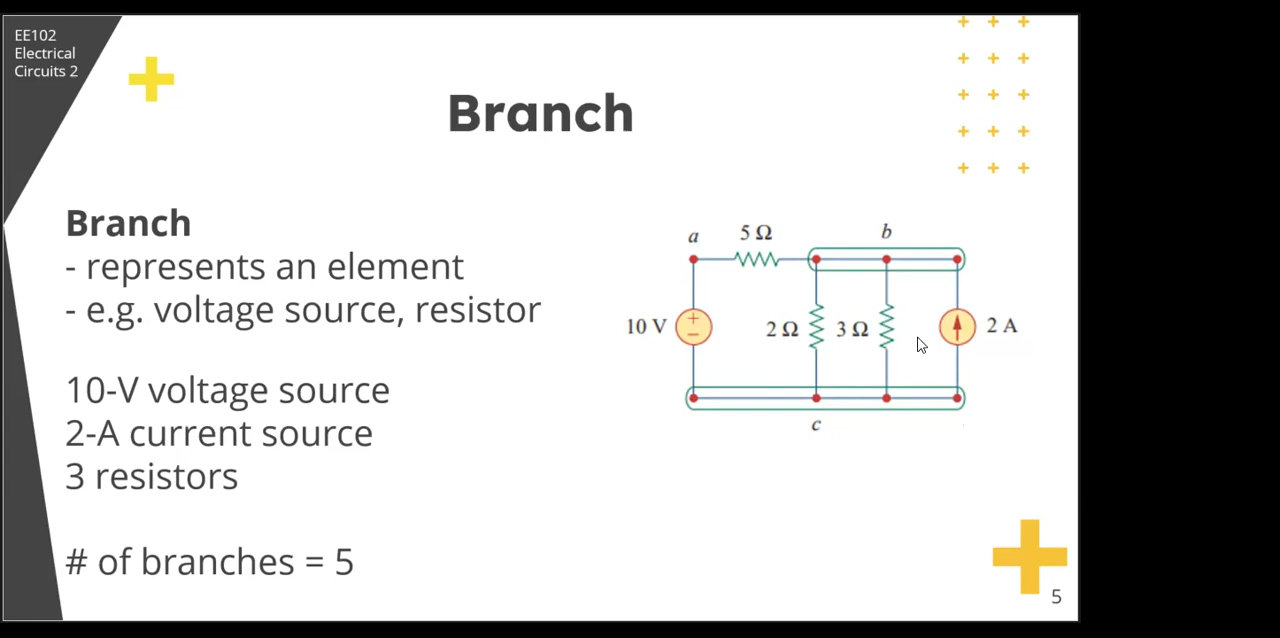 EE102
Electrical
Circuits 2
Branch
Branch
- represents an element
- e.g. voltage source, resistor
10-V voltage source
2-A current source
3 resistors
# of branches = 5
a
5 Ω
b
10 V
+
−
2 Ω
3 Ω
2 A
c
5